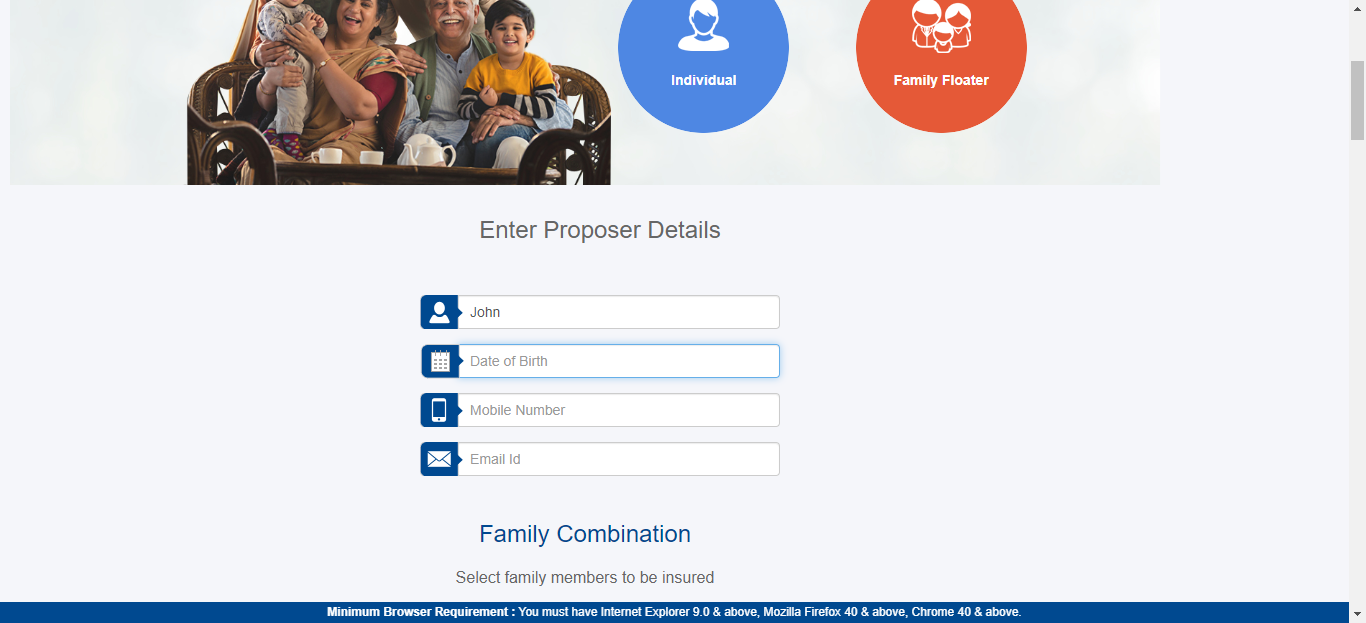 Individual
Family Floater
Enter Proposer Details
John
Date of Birth
Mobile Number
Email Id
Family Combination
Select family members to be insured
Minimum Browser Requirement : You must have Internet Explorer 9.0 & above, Mozilla Firefox 40 & above, Chrome 40 & above.